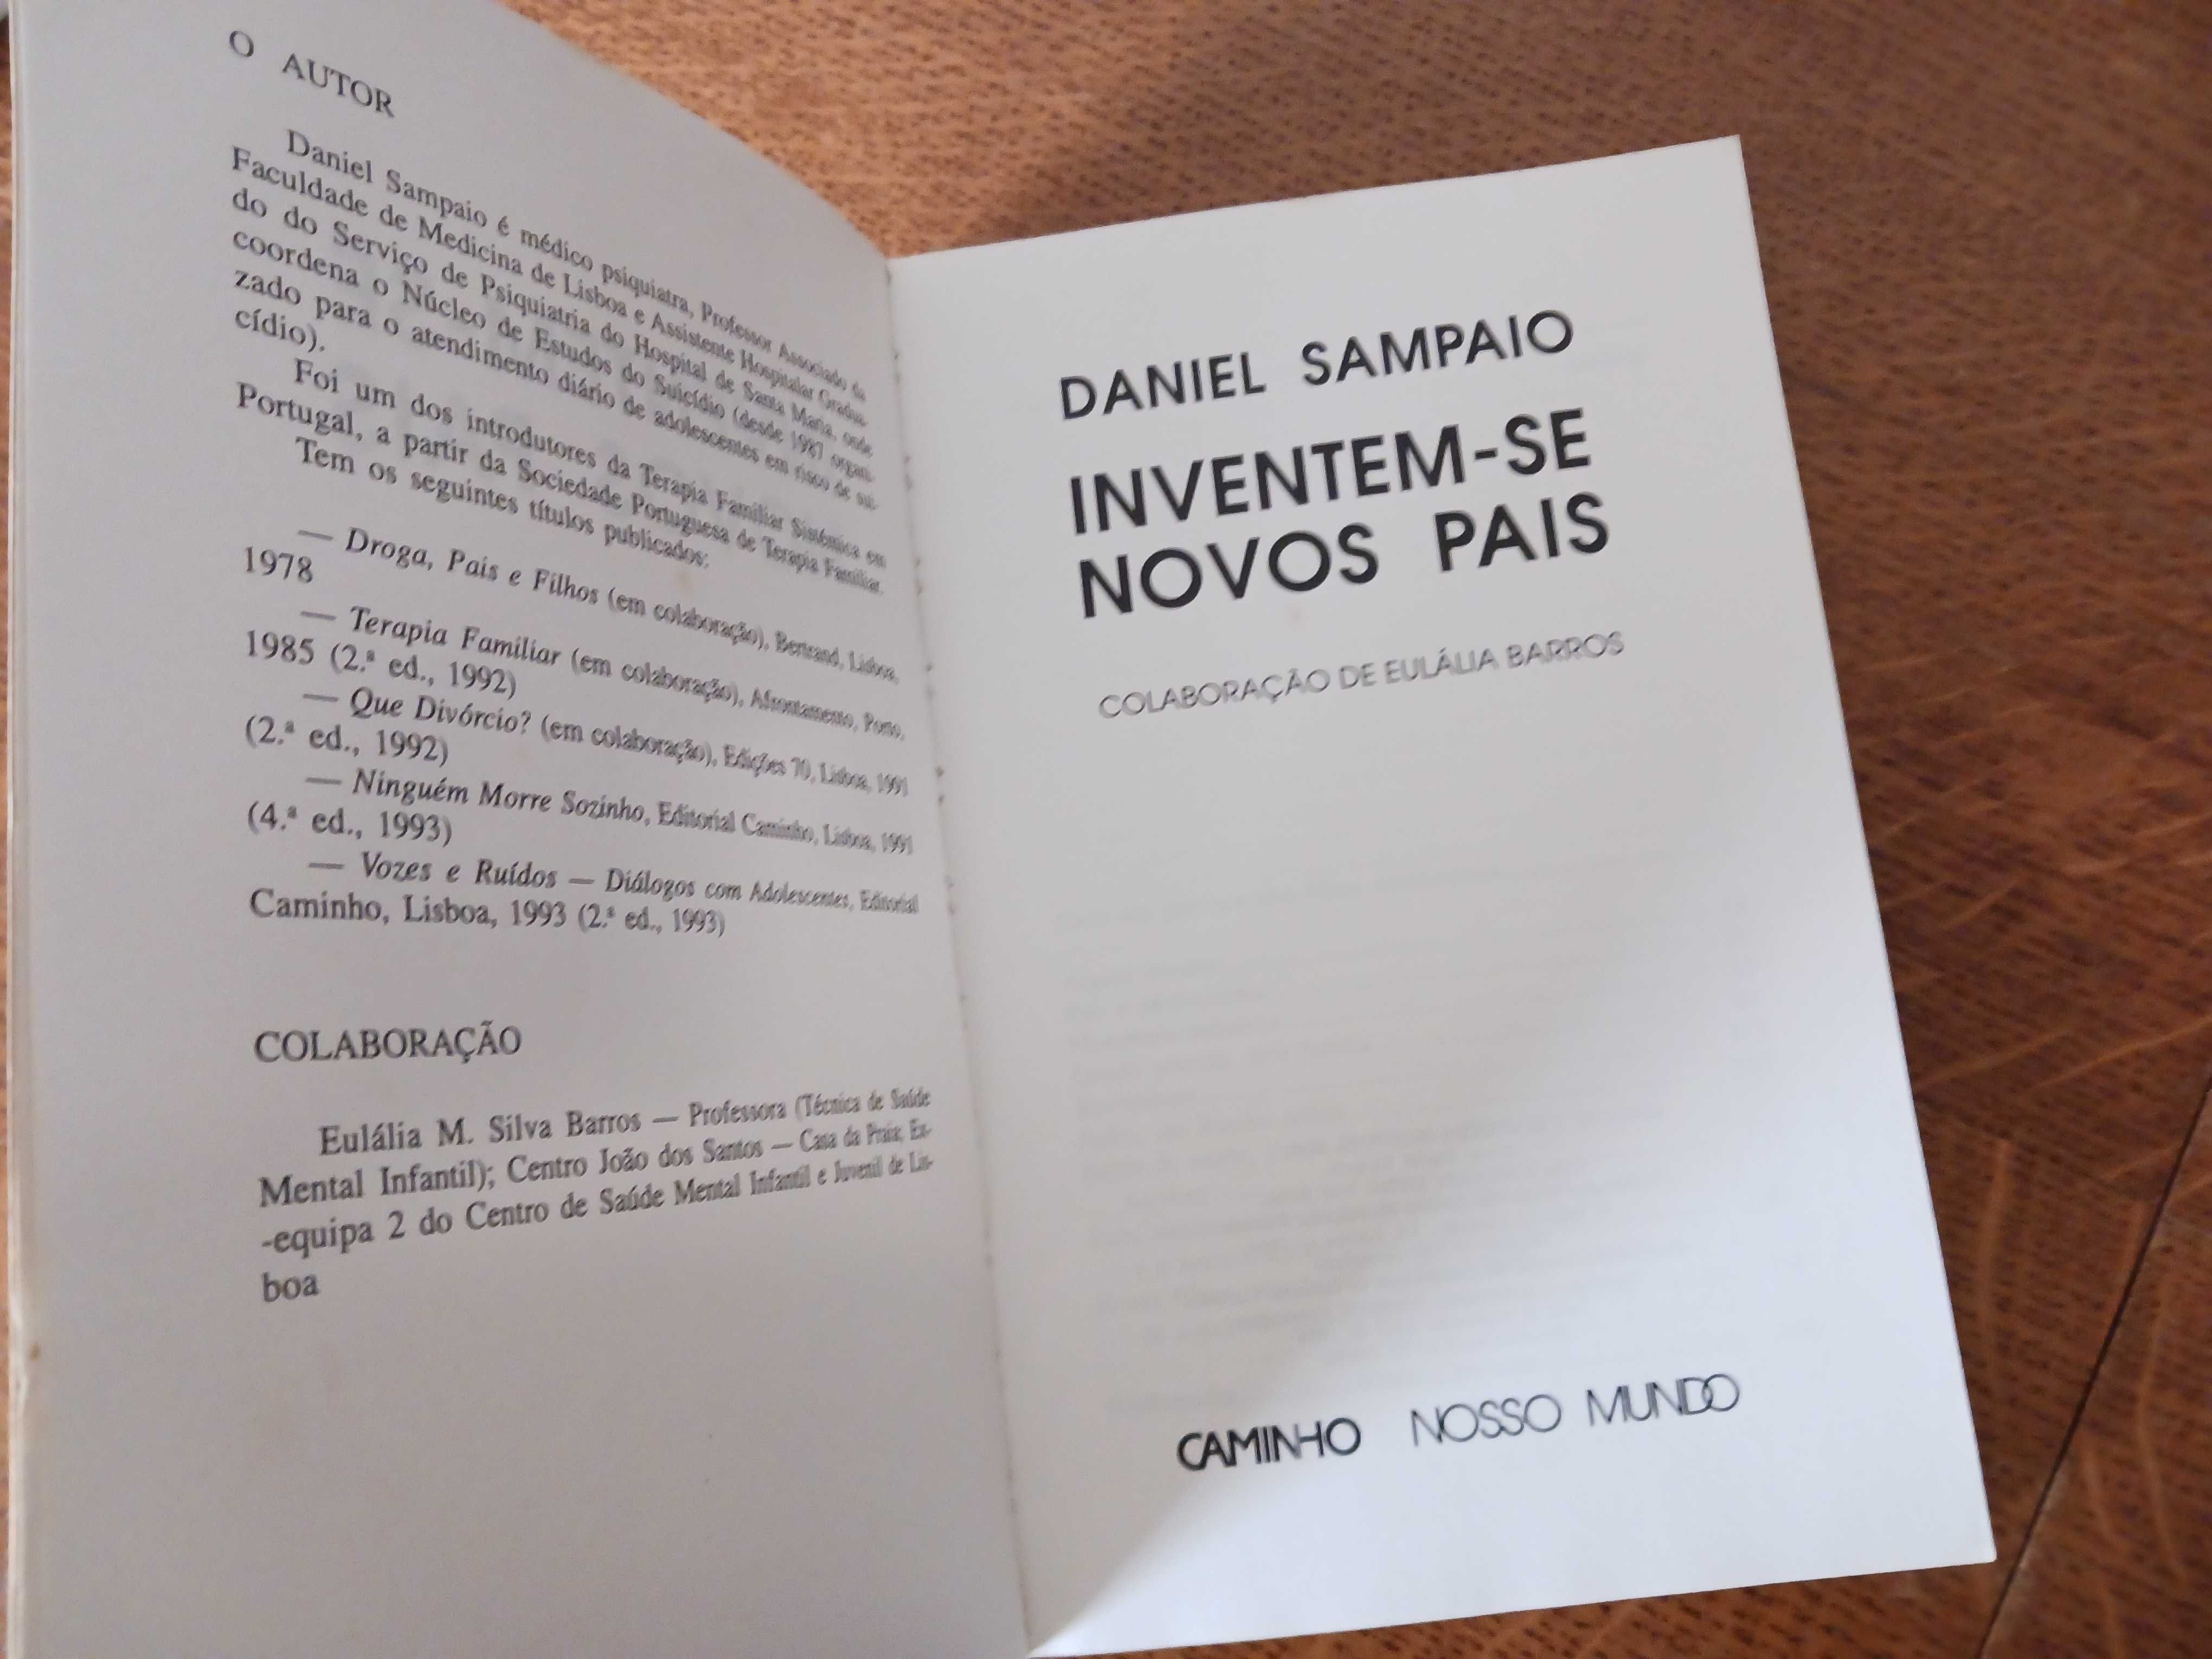 O AUTOR
Daniel Sampaio é médico psiquiatra, Professor Associado da
Faculdade de Medicina de Lisboa e Assistente Hospitalar Gradua-
do do Serviço de Psiquiatria do Hospital de Santa Maria, onde
coordena o Núcleo de Estudos do Suicídio (desde 1987 organi-
zado para o atendimento diário de adolescentes em risco de sui-
cídio).
Foi um dos introdutores da Terapia Familiar Sistémica em
Portugal, a partir da Sociedade Portuguesa de Terapia Familiar.
Tem os seguintes títulos publicados:
— Droga, Pais e Filhos (em colaboração), Bertrand, Lisboa,
1978
— Terapia Familiar (em colaboração), Afrontamento, Porto,
1985 (2.ª ed., 1992)
— Que Divórcio? (em colaboração), Edições 70, Lisboa, 1991
(2.ª ed., 1992)
— Ninguém Morre Sozinho, Editorial Caminho, Lisboa, 1991
(4.ª ed., 1993)
— Vozes e Ruídos — Diálogos com Adolescentes, Editorial
Caminho, Lisboa, 1993 (2.ª ed., 1993)
COLABORAÇÃO
Eulália M. Silva Barros — Professora (Técnica de Saúde
Mental Infantil); Centro João dos Santos — Casa da Praia; Ex-
-equipa 2 do Centro de Saúde Mental Infantil e Juvenil de Lis-
boa
DANIEL SAMPAIO
INVENTEM-SE
NOVOS PAIS
COLABORAÇÃO DE EULÁLIA BARROS
CAMINHO NOSSO MUNDO